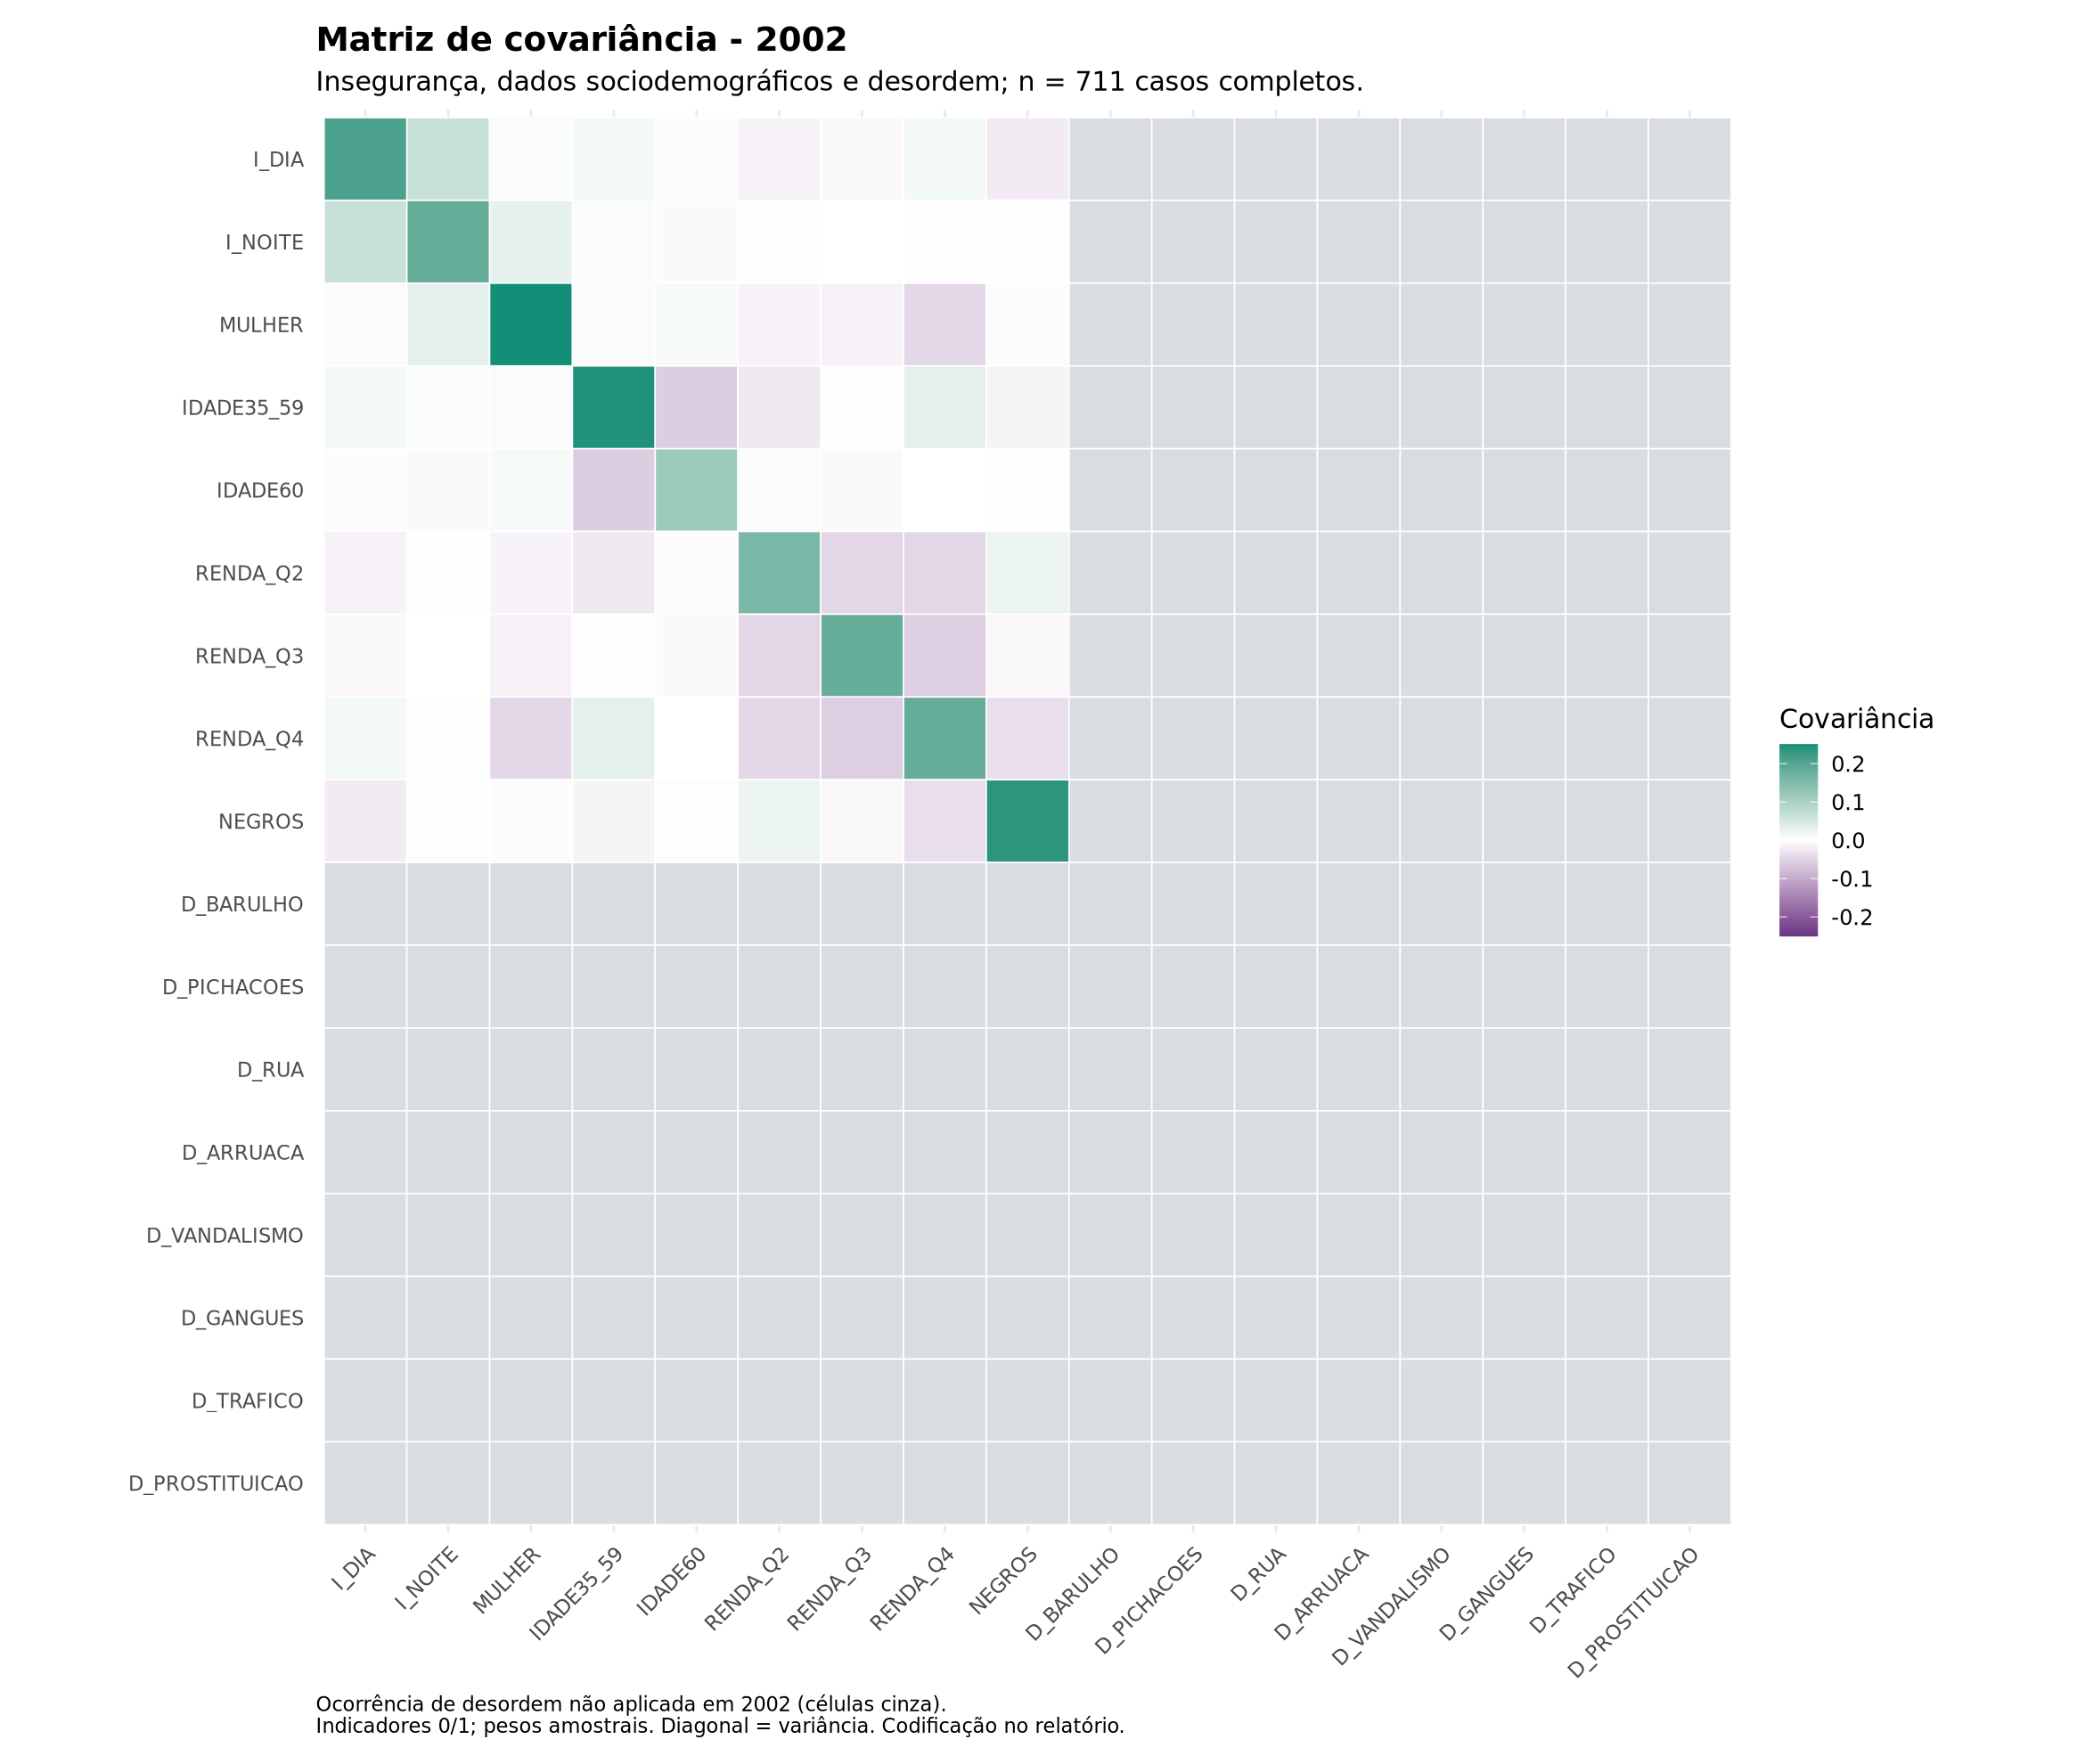 Matriz de covariância - 2002
Insegurança, dados sociodemográficos e desordem; n = 711 casos completos.
I_DIA
I_NOITE
MULHER
IDADE35_59
IDADE60
RENDA_Q2
RENDA_Q3
RENDA_Q4
NEGROS
D_BARULHO
D_PICHACOES
D_RUA
D_ARRUACA
D_VANDALISMO
D_GANGUES
D_TRAFICO
D_PROSTITUICAO
Covariância
0.2
0.1
0.0
-0.1
-0.2
I_DIA
I_NOITE
MULHER
IDADE35_59
IDADE60
RENDA_Q2
RENDA_Q3
RENDA_Q4
NEGROS
D_BARULHO
D_PICHACOES
D_RUA
D_ARRUACA
D_VANDALISMO
D_GANGUES
D_TRAFICO
D_PROSTITUICAO
Ocorrência de desordem não aplicada em 2002 (células cinza).
Indicadores 0/1; pesos amostrais. Diagonal = variância. Codificação no relatório.